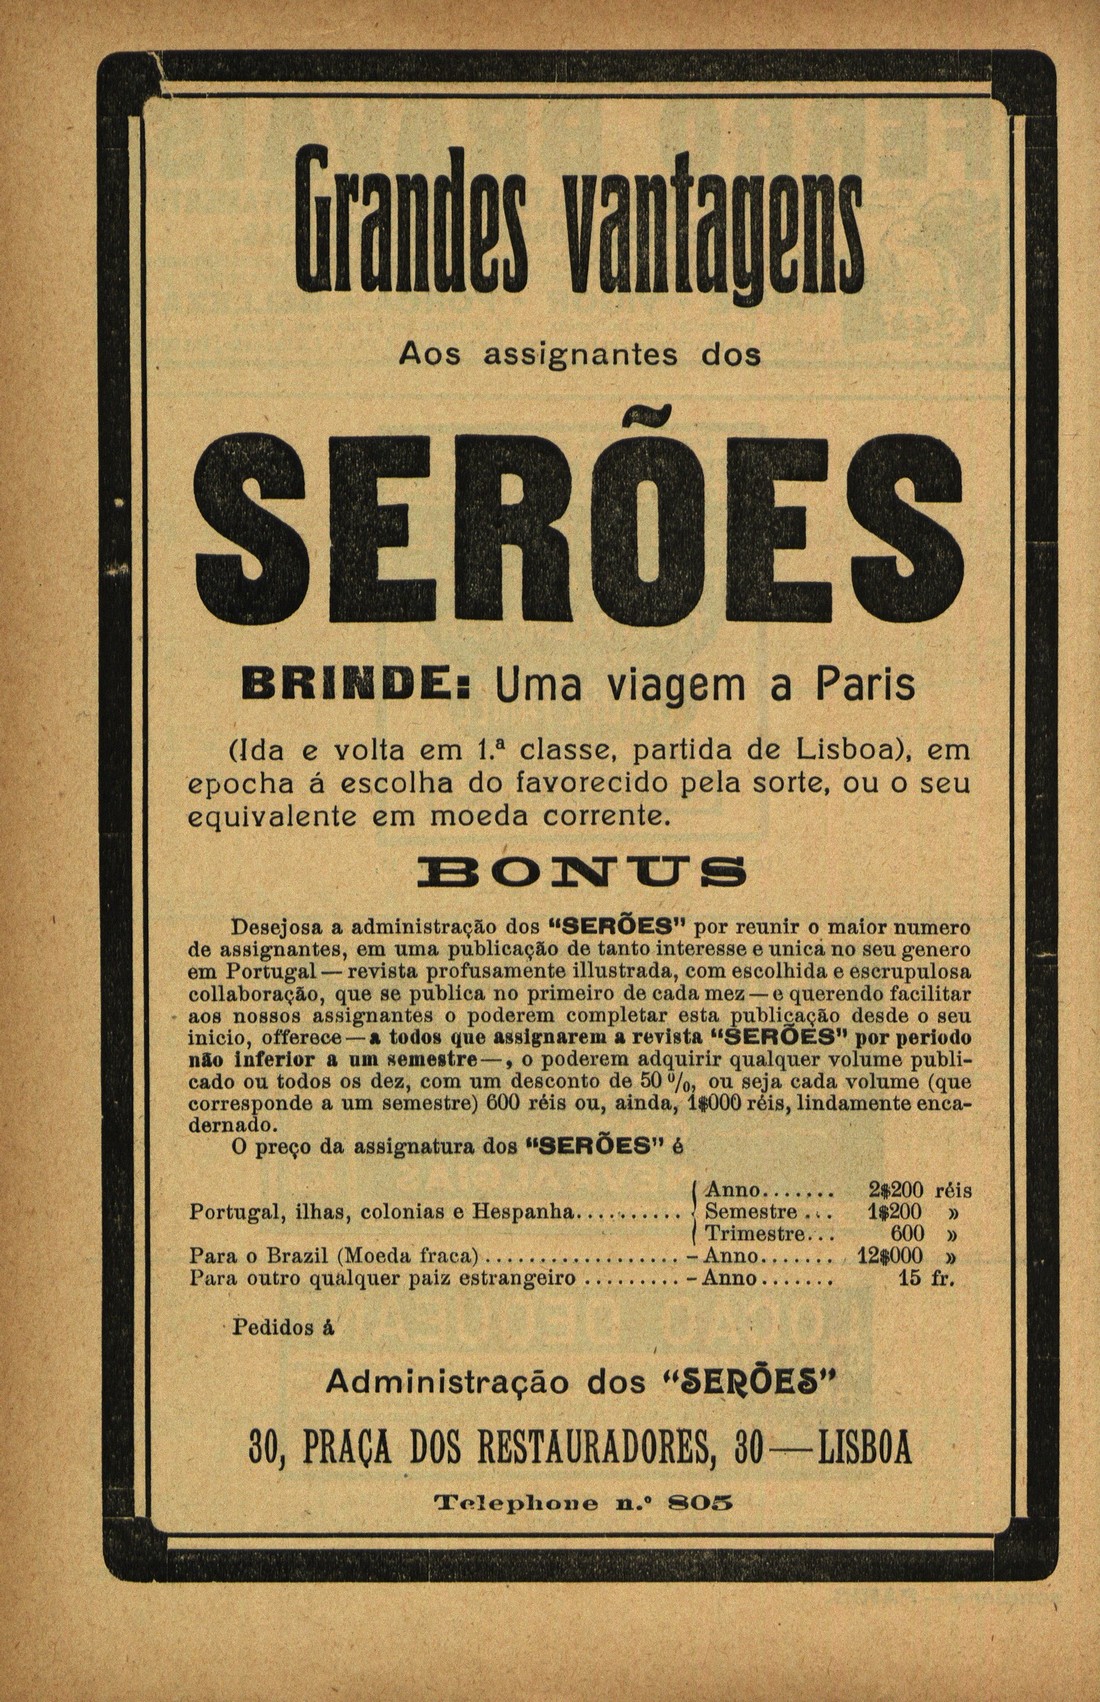 Grandes vantagens
Aos assignantes dos
SERÕES
BRINDE: Uma viagem a Paris
(Ida e volta em 1.ª classe, partida de Lisboa), em
epocha á escolha do favorecido pela sorte, ou o seu
equivalente em moeda corrente.
BONUS
Desejosa a administração dos “SERÕES” por reunir o maior numero
de assignantes, em uma publicação de tanto interesse e unica no seu genero
em Portugal — revista profusamente illustrada, com escolhida e escrupulosa
collaboração, que se publica no primeiro de cada mez — e querendo facilitar
aos nossos assignantes o poderem completar esta publicação desde o seu
inicio, offerece — a todos que assignarem a revista “SERÕES” por periodo
não inferior a um semestre—, o poderem adquirir qualquer volume publi-
cado ou todos os dez, com um desconto de 50 %, ou seja cada volume (que
corresponde a um semestre) 600 réis ou, ainda, 1$000 réis, lindamente enca-
dernado.
O preço da assignatura dos “SERÕES” é
Anno....... 2$200 réis
Portugal, ilhas, colonias e Hespanha.......... { Semestre ... 1$200 »
Trimestre... 600 »
Para o Brazil (Moeda fraca).................. – Anno....... 12$000 »
Para outro qualquer paiz estrangeiro ......... – Anno....... 15 fr.
Pedidos á
Administração dos “SERÕES”
30, PRAÇA DOS RESTAURADORES, 30 — LISBOA
Telephone n.º 805